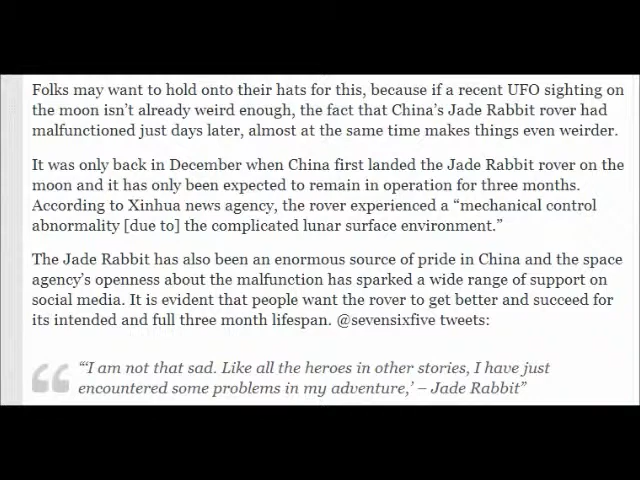 Folks may want to hold onto their hats for this, because if a recent UFO sighting on
the moon isn't already weird enough, the fact that China's Jade Rabbit rover had
malfunctioned just days later, almost at the same time makes things even weirder.
It was only back in December when China first landed the Jade Rabbit rover on the
moon and it has only been expected to remain in operation for three months.
According to Xinhua news agency, the rover experienced a “mechanical control
abnormality [due to] the complicated lunar surface environment.”
The Jade Rabbit has also been an enormous source of pride in China and the space
agency's openness about the malfunction has sparked a wide range of support on
social media. It is evident that people want the rover to get better and succeed for
its intended and full three month lifespan. @sevensixfive tweets:
“‘I am not that sad. Like all the heroes in other stories, I have just
encountered some problems in my adventure,’ – Jade Rabbit”